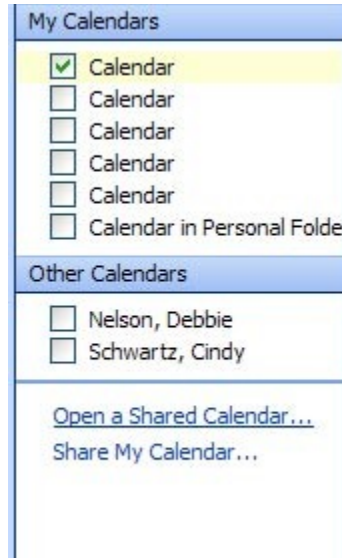 My Calendars
Calendar
Calendar
Calendar
Calendar
Calendar
Calendar in Personal Folde
Other Calendars
Nelson, Debbie
Schwartz, Cindy
Open a Shared Calendar...
Share My Calendar...